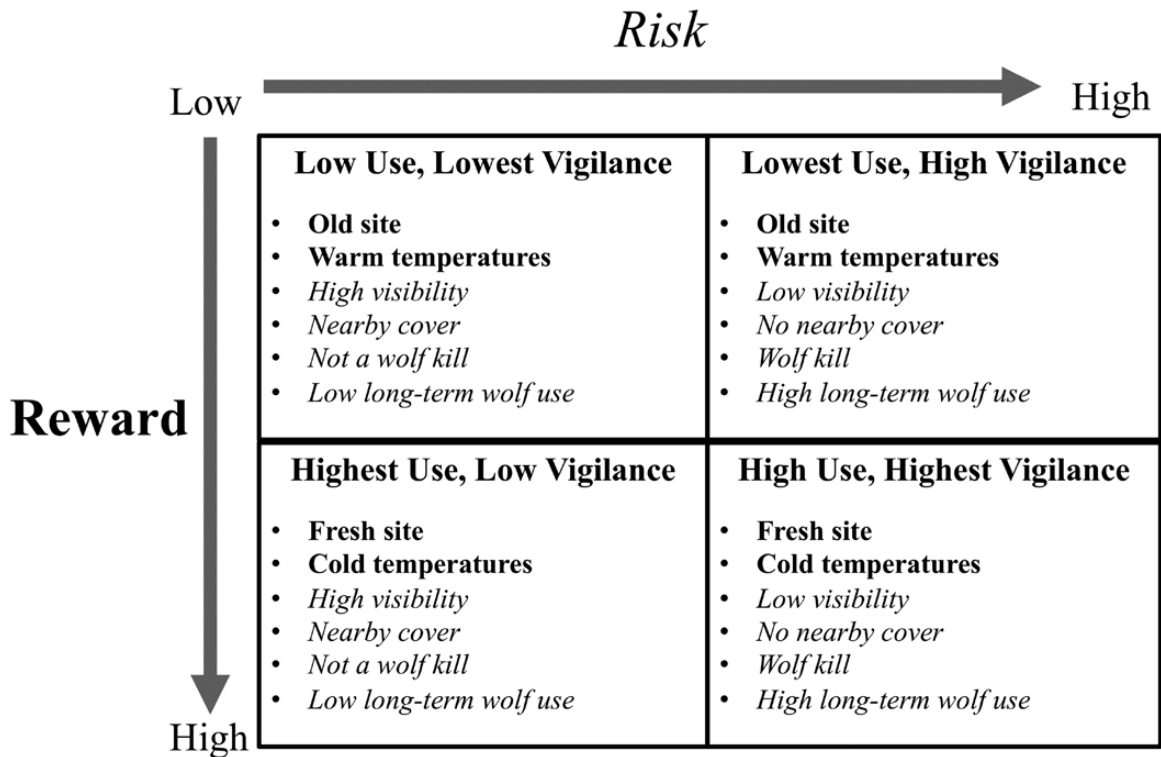 Risk
Low
High
Low Use, Lowest Vigilance
• Old site
• Warm temperatures
• High visibility
• Nearby cover
• Not a wolf kill
• Low long-term wolf use
Lowest Use, High Vigilance
• Old site
• Warm temperatures
• Low visibility
• No nearby cover
• Wolf kill
• High long-term wolf use
Reward
Highest Use, Low Vigilance
• Fresh site
• Cold temperatures
• High visibility
• Nearby cover
• Not a wolf kill
• Low long-term wolf use
High Use, Highest Vigilance
• Fresh site
• Cold temperatures
• Low visibility
• No nearby cover
• Wolf kill
• High long-term wolf use
High